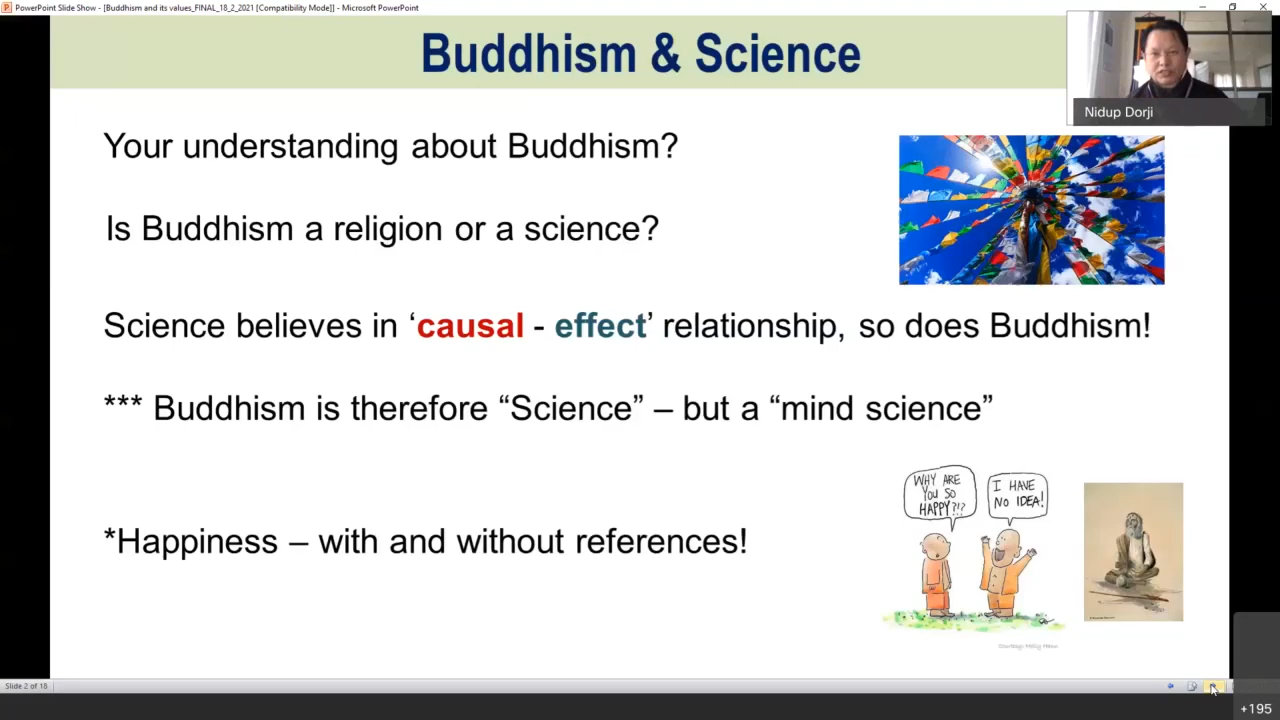 PowerPoint Slide Show - [Buddhism and its values_FINAL_18_2_2021 [Compatibility Mode]] - Microsoft PowerPoint
Buddhism & Science
Nidup Dorji
Your understanding about Buddhism?
Is Buddhism a religion or a science?
Science believes in ‘causal - effect’ relationship, so does Buddhism!
*** Buddhism is therefore “Science” – but a “mind science”
WHY ARE
YOU SO
HAPPY?!?
I HAVE
NO IDEA!
*Happiness – with and without references!
Slide 2 of 18
+195